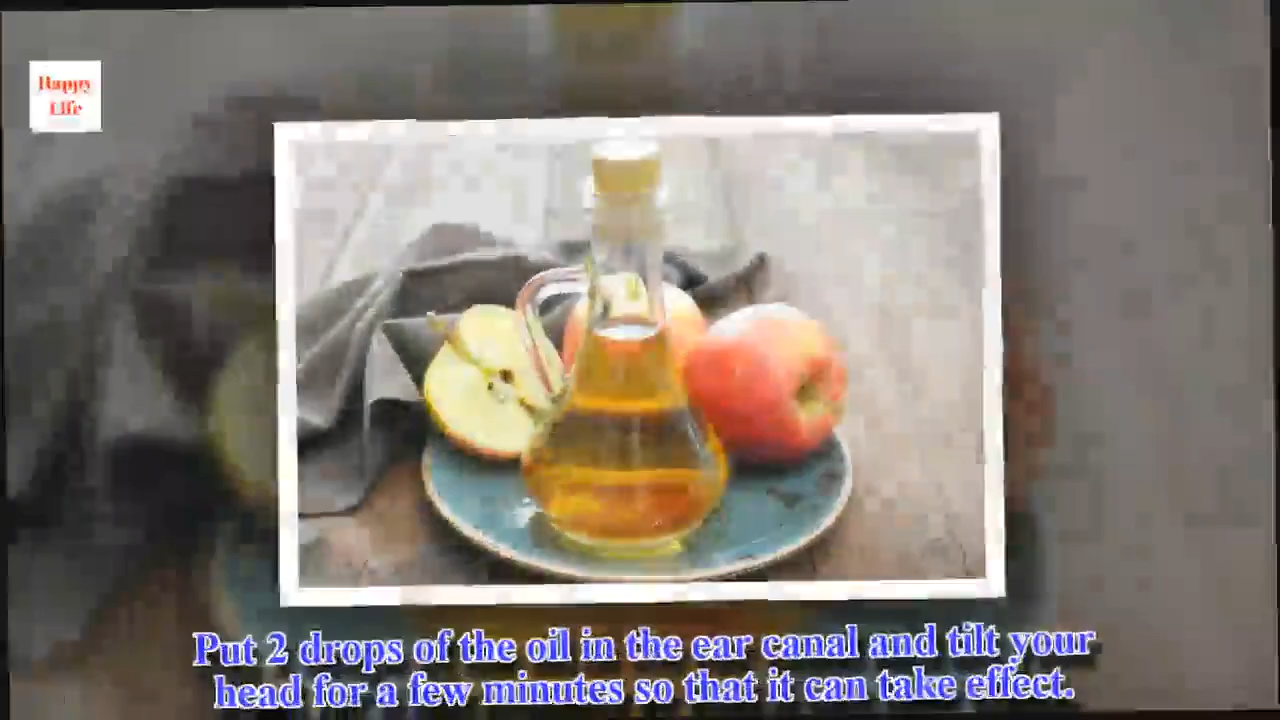 Happy
Life
Put 2 drops of the oil in the ear canal and tilt your
head for a few minutes so that it can take effect.